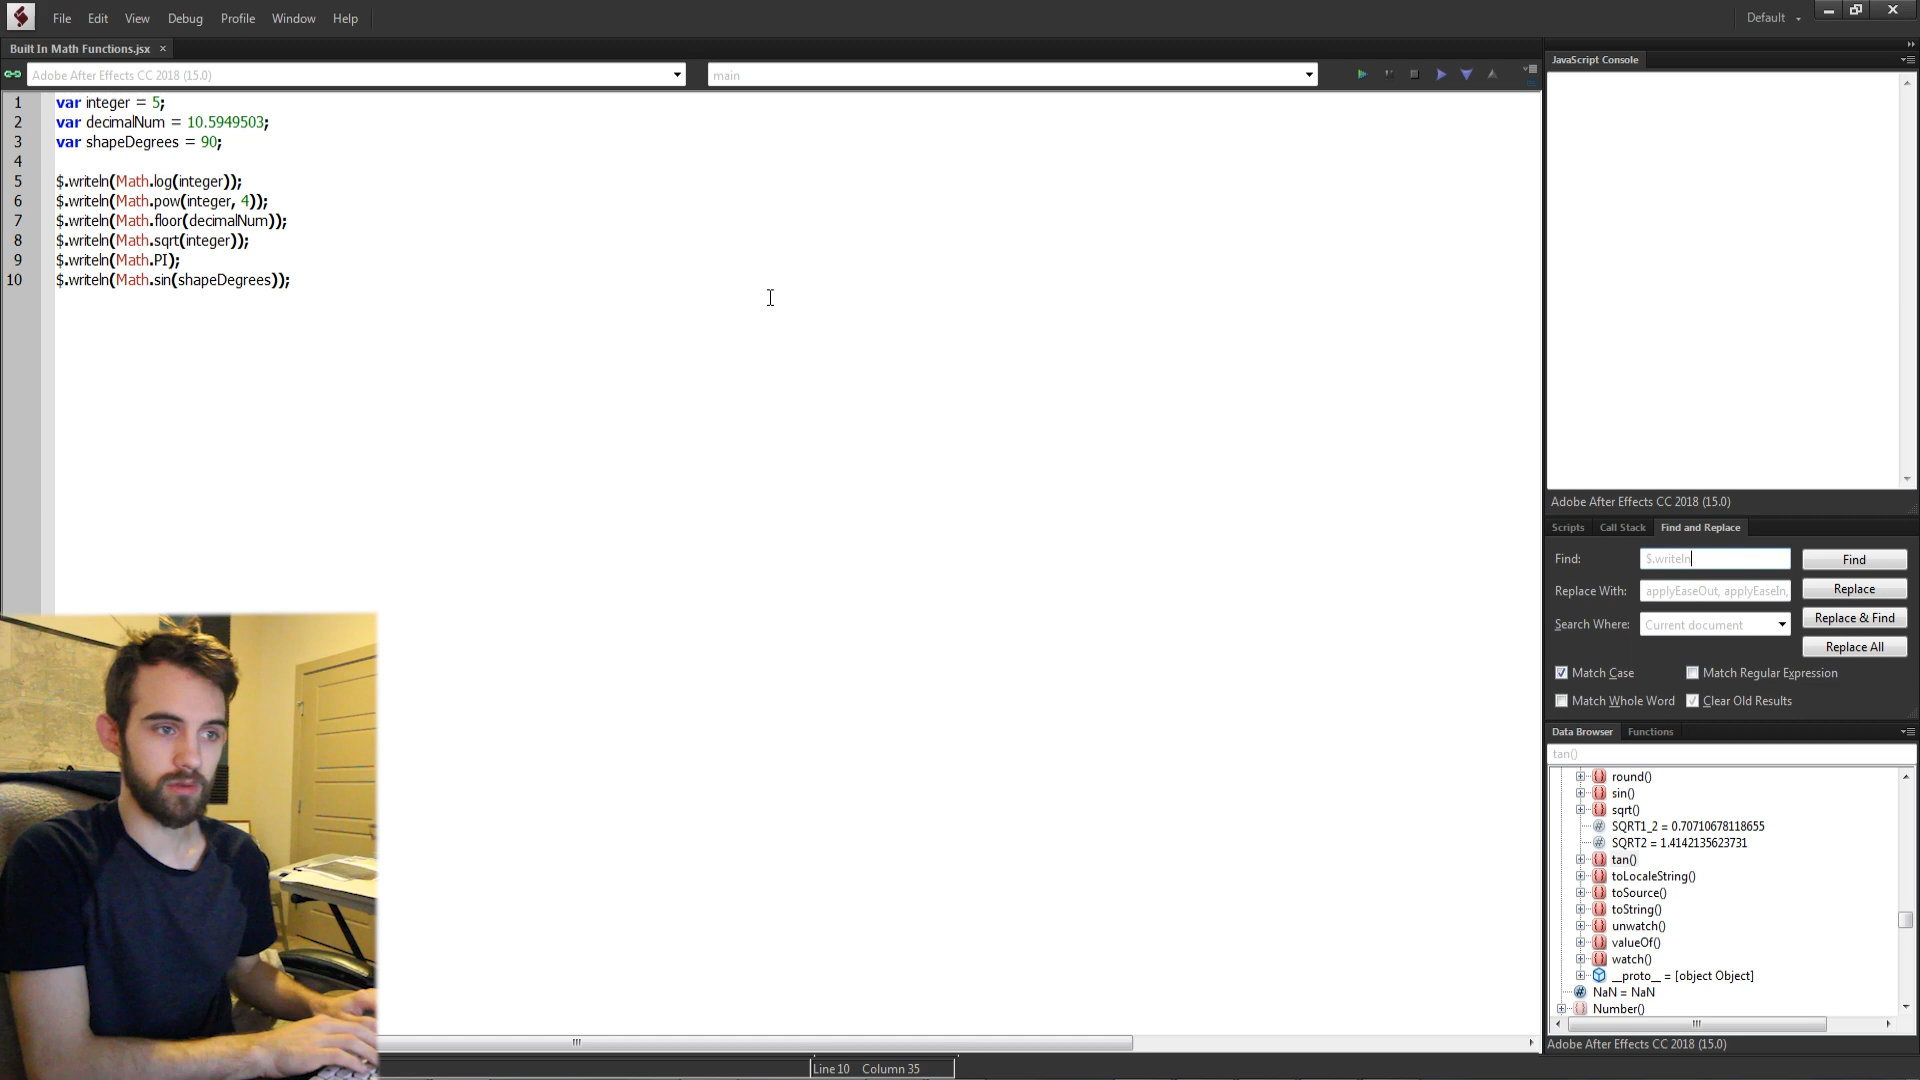 File Edit View Debug Profile Window Help
Default
Built In Math Functions.jsx
Adobe After Effects CC 2018 (15.0)
main
1 var integer = 5;
2 var decimalNum = 10.5949503;
3 var shapeDegrees = 90;
4
5 $.writeln(Math.log(integer));
6 $.writeln(Math.pow(integer, 4));
7 $.writeln(Math.floor(decimalNum));
8 $.writeln(Math.sqrt(integer));
9 $.writeln(Math.PI);
10 $.writeln(Math.sin(shapeDegrees));
Line 10 Column 35
JavaScript Console
Adobe After Effects CC 2018 (15.0)
Scripts Call Stack Find and Replace
Find: $.writeln Find
Replace With: applyEaseOut, applyEaseIn, Replace
Replace & Find
Search Where: Current document
Replace All
Match Case Match Regular Expression
Match Whole Word Clear Old Results
Data Browser Functions
tan()
round()
sin()
sqrt()
SQRT1_2 = 0.70710678118655
SQRT2 = 1.4142135623731
tan()
toLocaleString()
toSource()
toString()
unwatch()
valueOf()
watch()
__proto__ = [object Object]
NaN = NaN
Number()
Adobe After Effects CC 2018 (15.0)